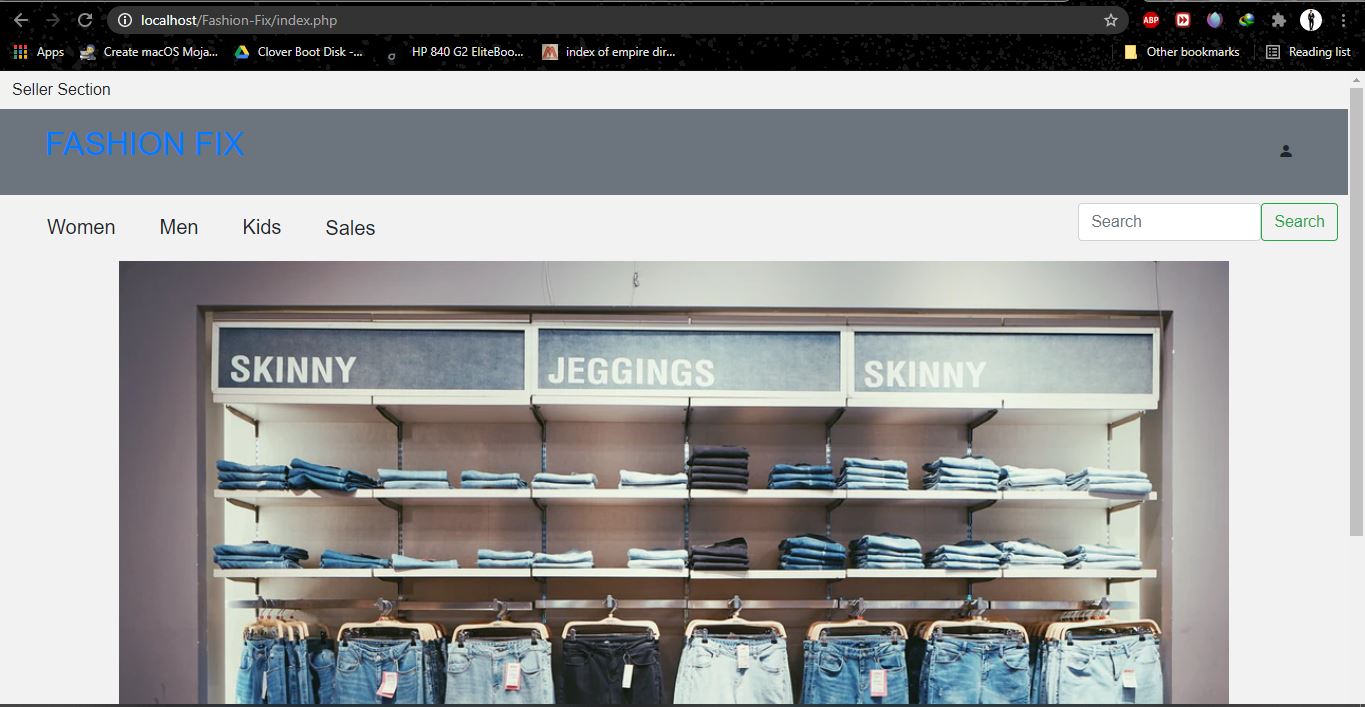 localhost/Fashion-Fix/index.php
ABP
Apps
Create macOS Moja...
Clover Boot Disk -...
HP 840 G2 EliteBoo...
index of empire dir...
Other bookmarks
Reading list
Seller Section
FASHION FIX
Women
Men
Kids
Sales
Search
Search
SKINNY
JEGGINGS
SKINNY